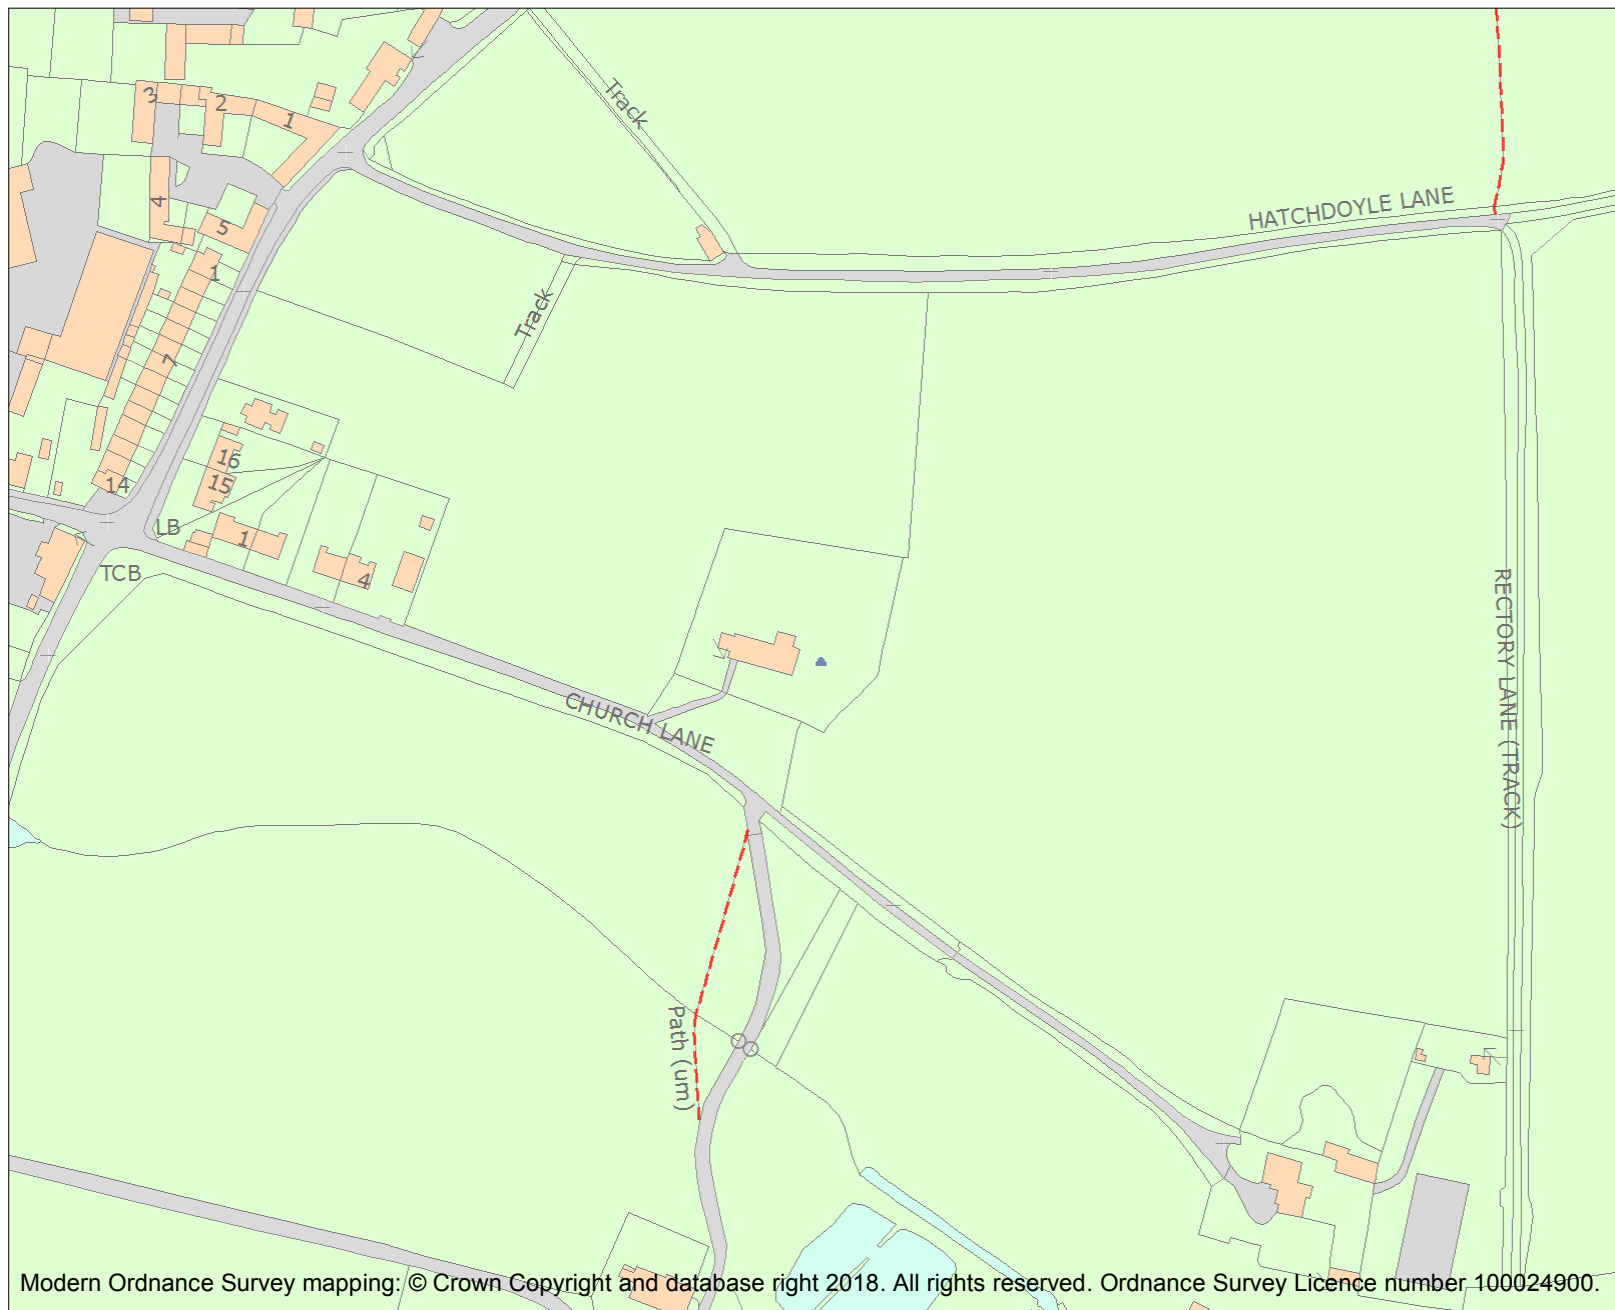 Track
3
2
1
HATCHDOYLE LANE
4
5
1
Track
7
16
15
14
LB
1
TCB
4
RECTORY LANE (TRACK)
CHURCH LANE
Path (um)
Modern Ordnance Survey mapping: © Crown Copyright and database right 2018. All rights reserved. Ordnance Survey Licence number 100024900.